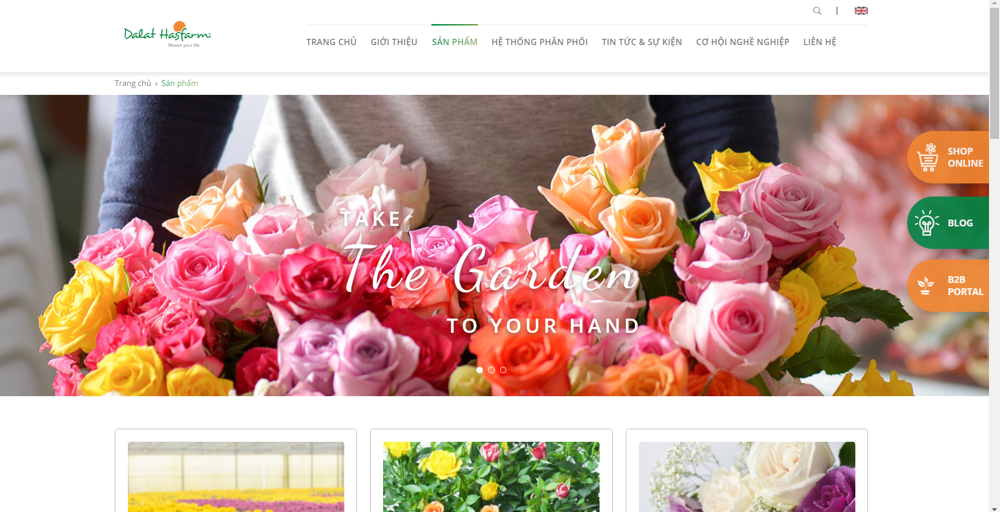 Dalat Hasfarm
Flower your life
TRANG CHỦ
GIỚI THIỆU
SẢN PHẨM
HỆ THỐNG PHÂN PHỐI
TIN TỨC & SỰ KIỆN
CƠ HỘI NGHỀ NGHIỆP
LIÊN HỆ
Trang chủ › Sản phẩm
TAKE
The Garden
TO YOUR HAND
SHOP
ONLINE
BLOG
B2B
PORTAL